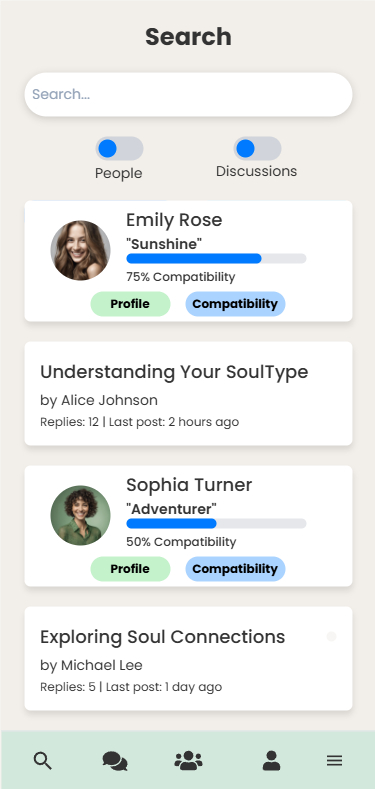 Search
Search...
People
Discussions
Emily Rose
"Sunshine"
75% Compatibility
Profile
Compatibility
Understanding Your SoulType
by Alice Johnson
Replies: 12 | Last post: 2 hours ago
Sophia Turner
"Adventurer"
50% Compatibility
Profile
Compatibility
Exploring Soul Connections
by Michael Lee
Replies: 5 | Last post: 1 day ago